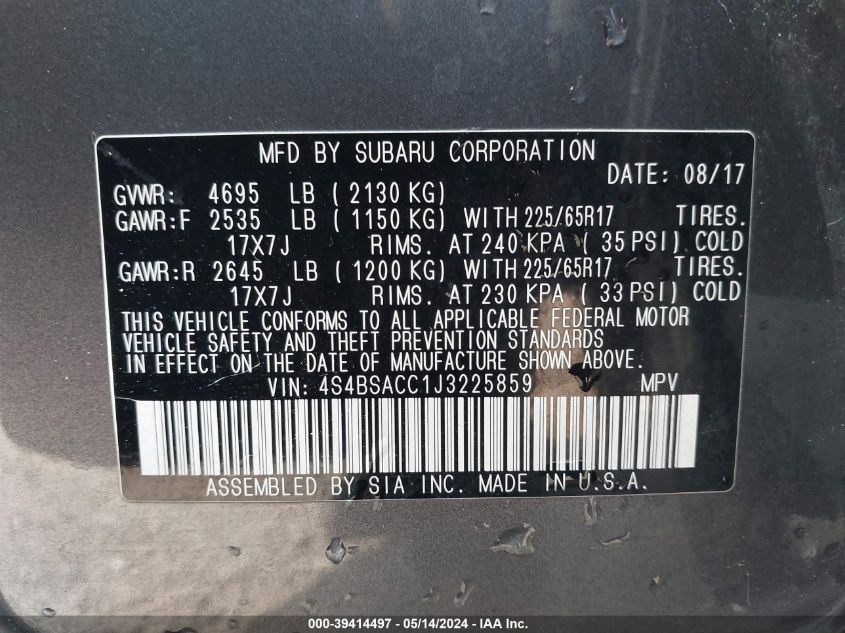 MFD BY SUBARU CORPORATION
DATE: 08/17
GVWR: 4695 LB ( 2130 KG)
GAWR:F 2535 LB ( 1150 KG) WITH 225/65R17 TIRES.
17X7J RIMS. AT 240 KPA ( 35 PSI) COLD
GAWR:R 2645 LB ( 1200 KG) WITH 225/65R17 TIRES.
17X7J RIMS. AT 230 KPA ( 33 PSI) COLD
THIS VEHICLE CONFORMS TO ALL APPLICABLE FEDERAL MOTOR
VEHICLE SAFETY AND THEFT PREVENTION STANDARDS
IN EFFECT ON THE DATE OF MANUFACTURE SHOWN ABOVE.
VIN: 4S4BSACC1J3225859 MPV
ASSEMBLED BY SIA INC. MADE IN U.S.A.
000-39414497 - 05/14/2024 - IAA Inc.